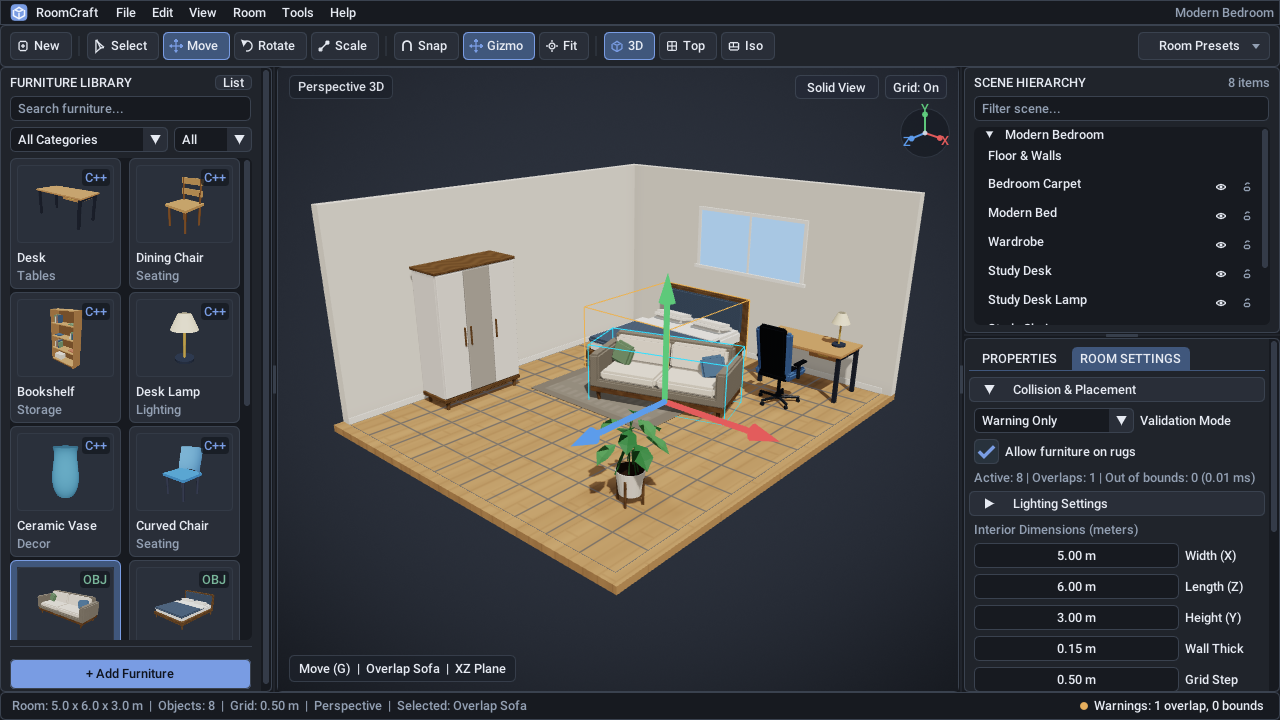 RoomCraft File Edit View Room Tools Help Modern Bedroom
New Select Move Rotate Scale Snap Gizmo Fit 3D Top Iso Room Presets
FURNITURE LIBRARY List
Search furniture...
All Categories All
C++ C++
Desk Dining Chair
Tables Seating
C++ C++
Bookshelf Desk Lamp
Storage Lighting
C++ C++
Ceramic Vase Curved Chair
Decor Seating
OBJ OBJ
+ Add Furniture
Perspective 3D Solid View Grid: On
Y
Z X
Move (G) | Overlap Sofa | XZ Plane
SCENE HIERARCHY 8 items
Filter scene...
Modern Bedroom
Floor & Walls
Bedroom Carpet
Modern Bed
Wardrobe
Study Desk
Study Desk Lamp
PROPERTIES ROOM SETTINGS
Collision & Placement
Warning Only Validation Mode
Allow furniture on rugs
Active: 8 | Overlaps: 1 | Out of bounds: 0 (0.01 ms)
Lighting Settings
Interior Dimensions (meters)
5.00 m Width (X)
6.00 m Length (Z)
3.00 m Height (Y)
0.15 m Wall Thick
0.50 m Grid Step
Room: 5.0 x 6.0 x 3.0 m | Objects: 8 | Grid: 0.50 m | Perspective | Selected: Overlap Sofa Warnings: 1 overlap, 0 bounds